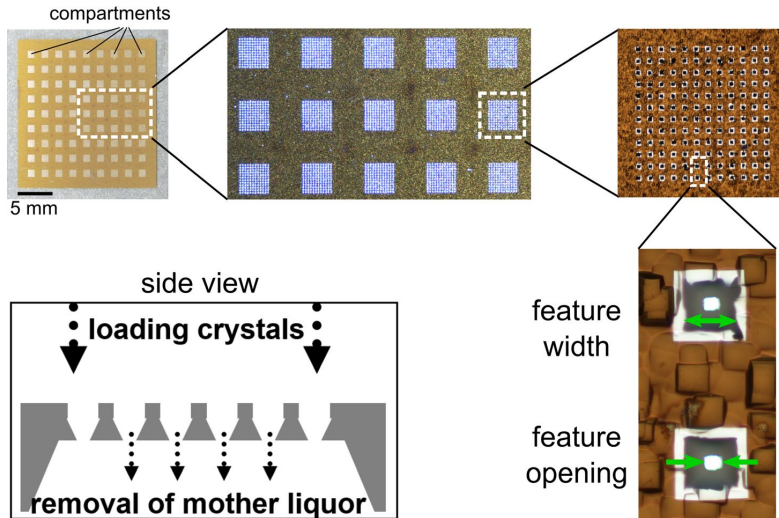 compartments
5 mm
side view
loading crystals
removal of mother liquor
feature
width
feature
opening